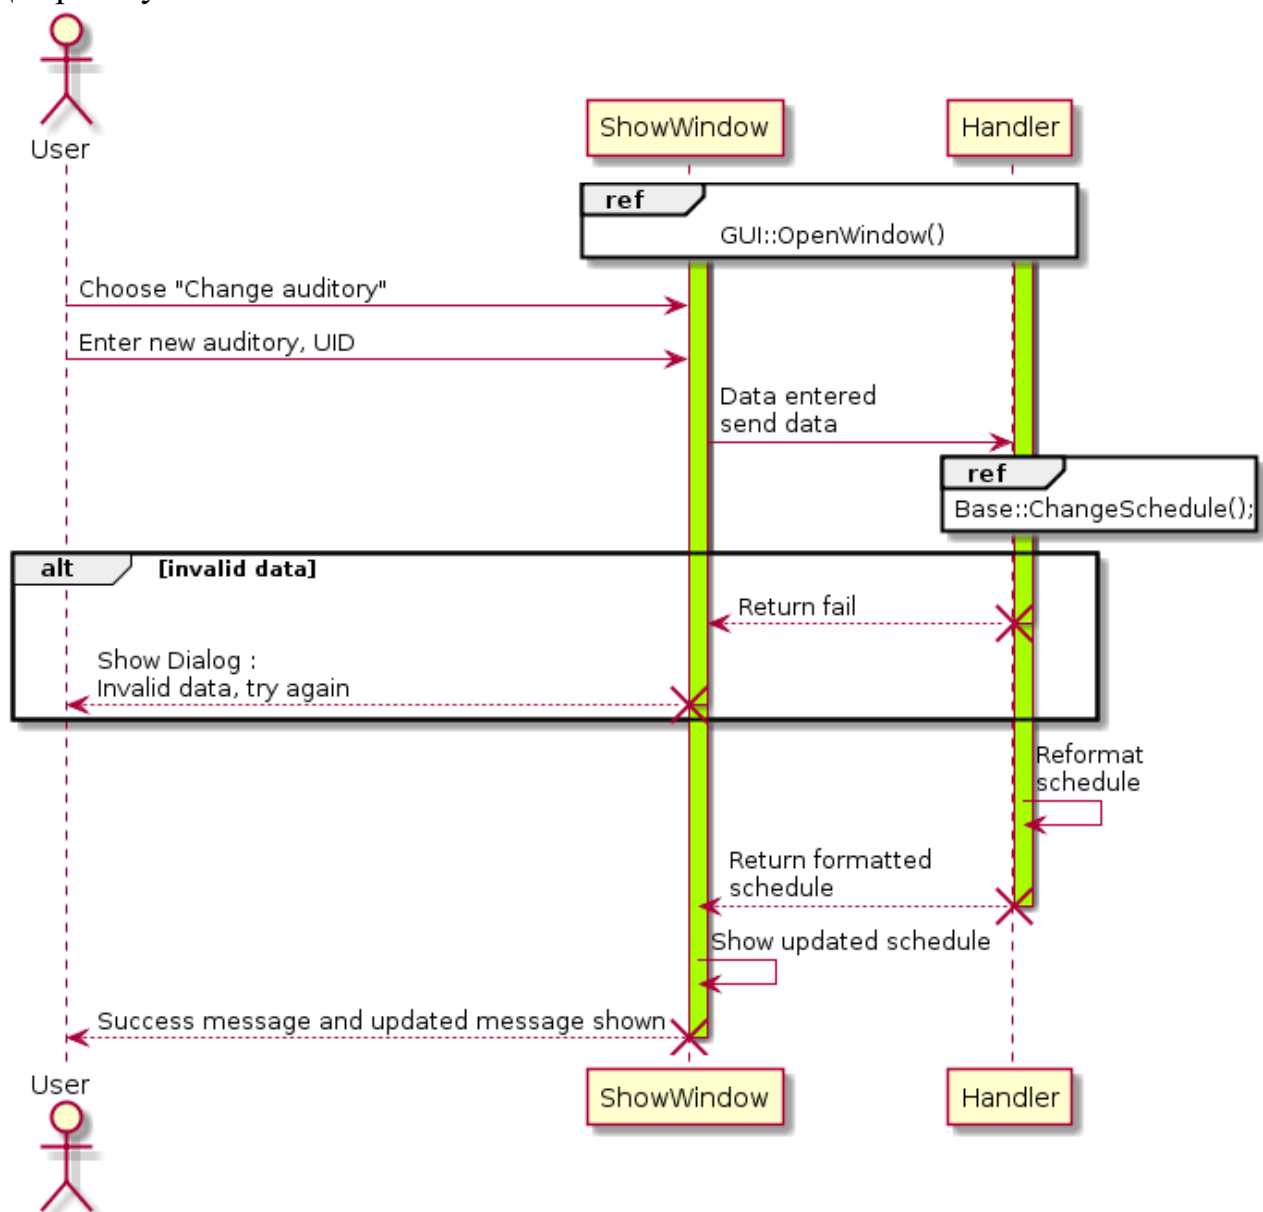 User
ShowWindow
Handler
ref
GUI::OpenWindow()
Choose "Change auditory"
Enter new auditory, UID
Data entered
send data
ref
Base::ChangeSchedule();
alt
[invalid data]
Return fail
Show Dialog :
Invalid data, try again
Reformat
schedule
Return formatted
schedule
Show updated schedule
Success message and updated message shown
User
ShowWindow
Handler